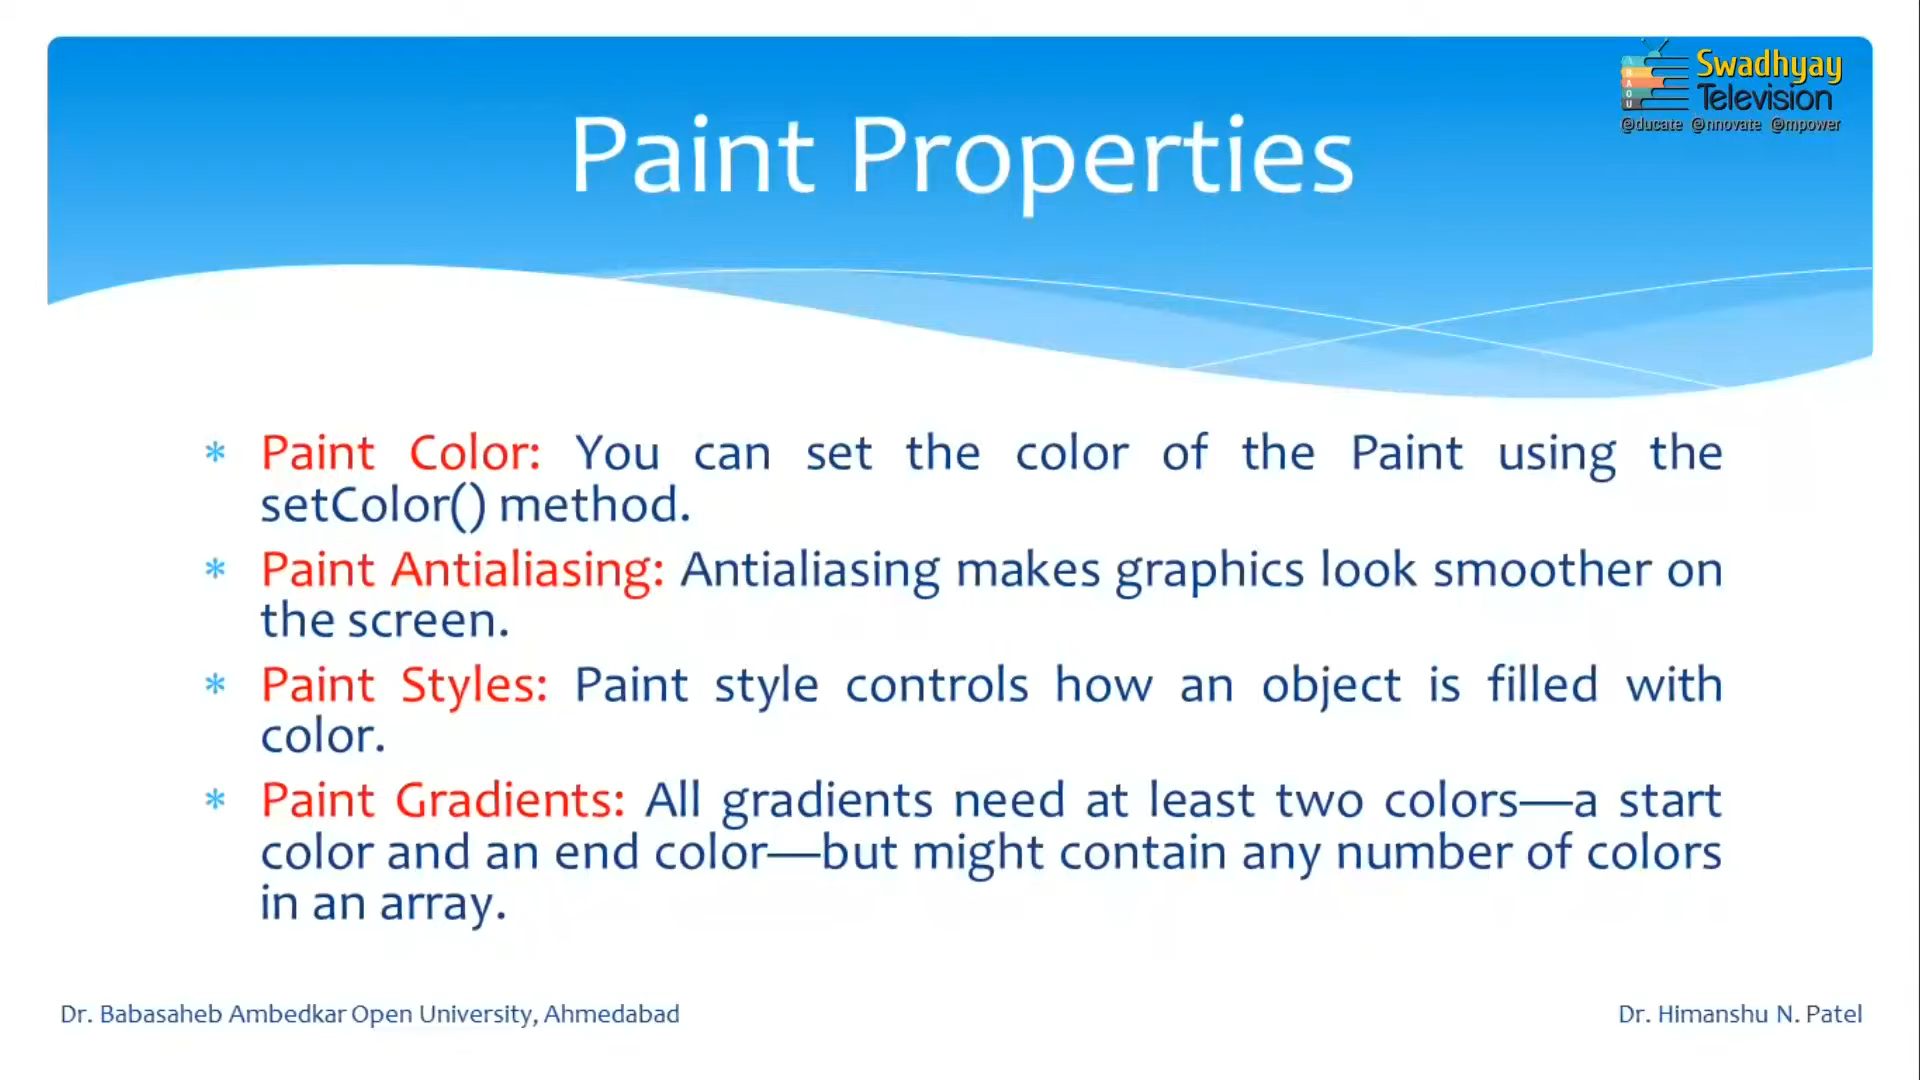 Swadhyay
Television
@ducate @nnovate @mpower
Paint Properties
* Paint Color: You can set the color of the Paint using the
setColor() method.
* Paint Antialiasing: Antialiasing makes graphics look smoother on
the screen.
* Paint Styles: Paint style controls how an object is filled with
color.
* Paint Gradients: All gradients need at least two colors—a start
color and an end color—but might contain any number of colors
in an array.
Dr. Babasaheb Ambedkar Open University, Ahmedabad
Dr. Himanshu N. Patel